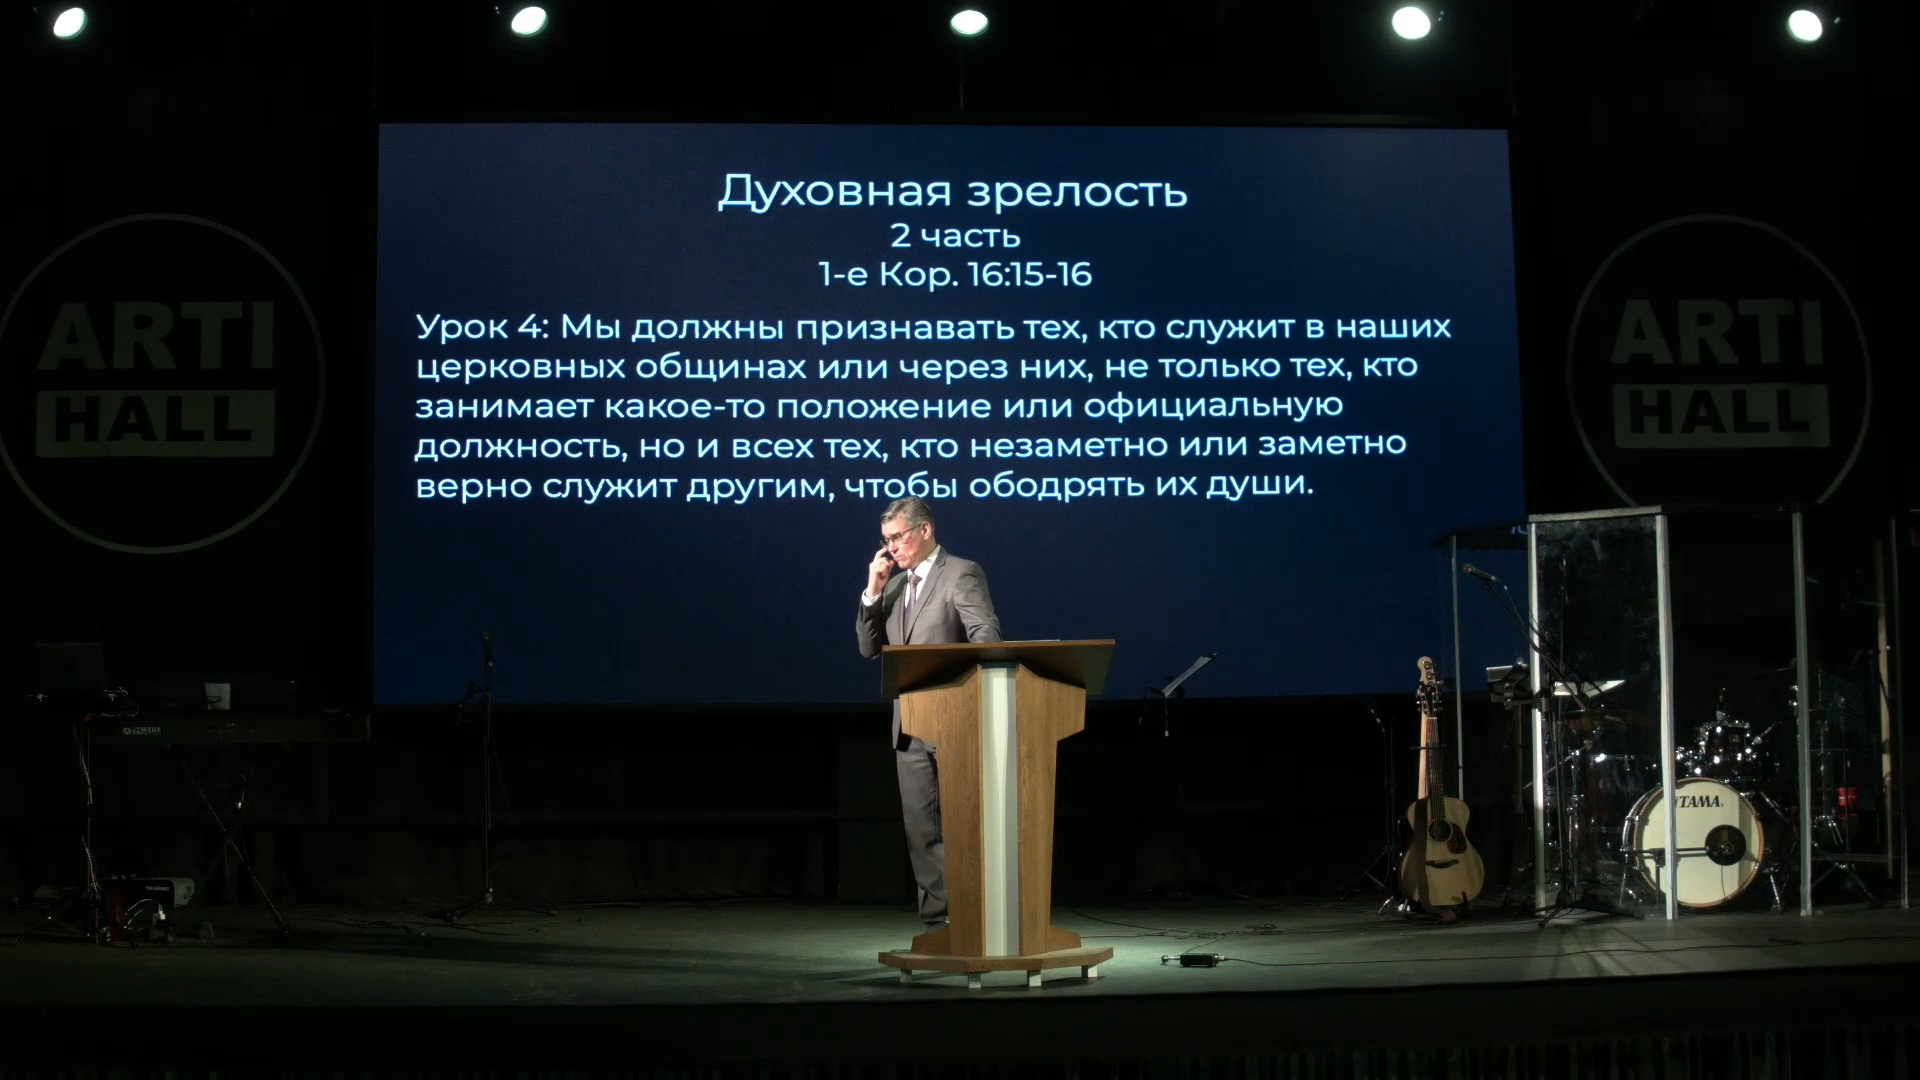 Духовная зрелость
2 часть
1-е Кор. 16:15-16
Урок 4: Мы должны признавать тех, кто служит в наших
церковных общинах или через них, не только тех, кто
занимает какое-то положение или официальную
должность, но и всех тех, кто незаметно или заметно
верно служит другим, чтобы ободрять их души.
ARTI
HALL
ARTI
HALL
YAMAHA
TAMA